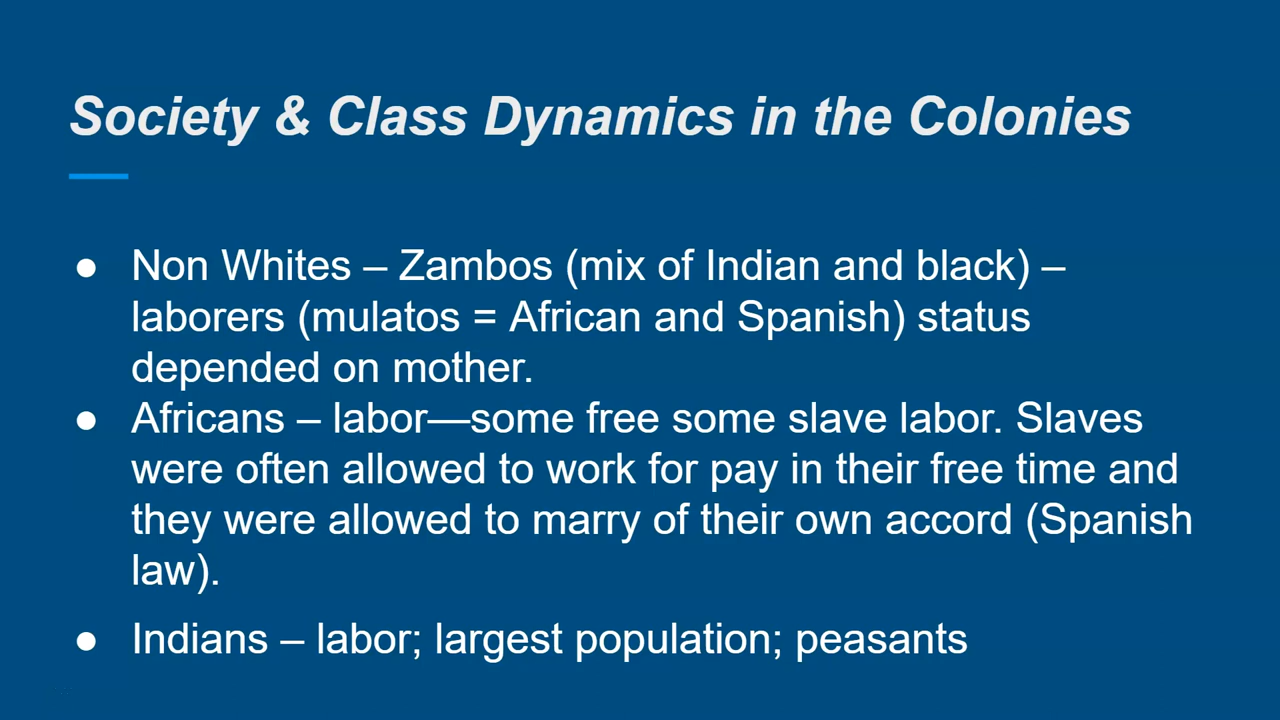 Society & Class Dynamics in the Colonies
● Non Whites – Zambos (mix of Indian and black) –
laborers (mulatos = African and Spanish) status
depended on mother.
● Africans – labor—some free some slave labor. Slaves
were often allowed to work for pay in their free time and
they were allowed to marry of their own accord (Spanish
law).
● Indians – labor; largest population; peasants